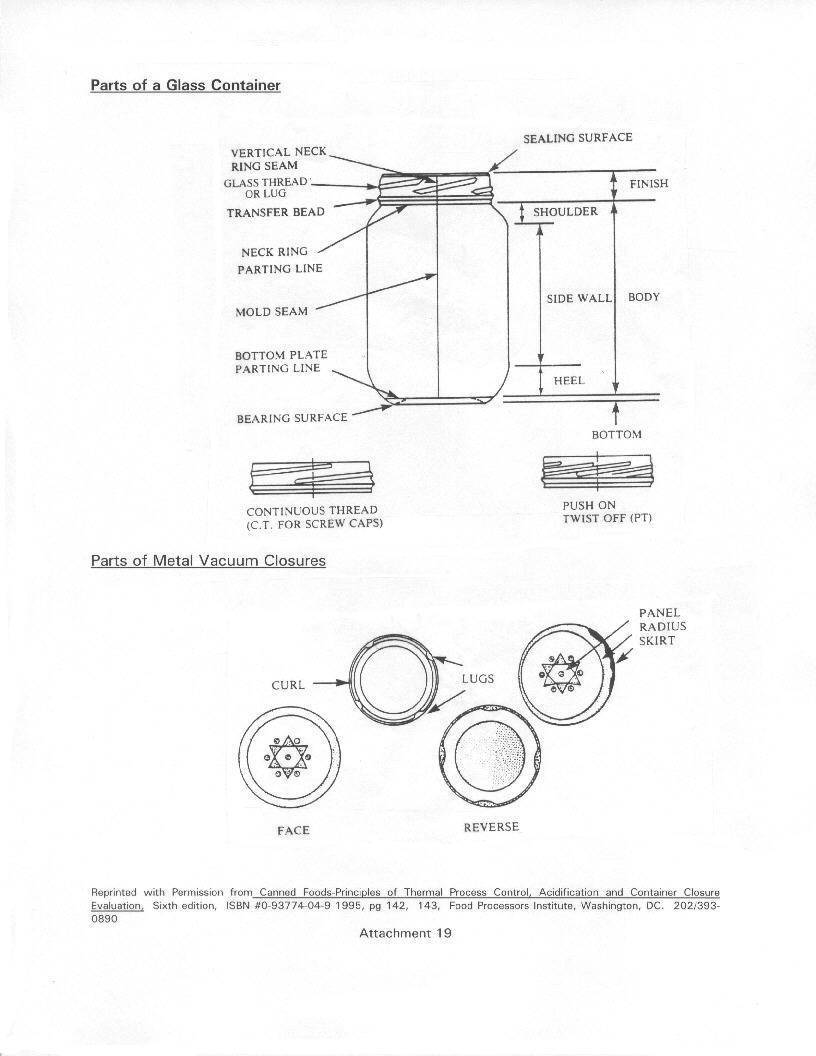 Parts of a Glass Container
SEALING SURFACE
VERTICAL NECK
RING SEAM
GLASS THREAD
OR LUG
FINISH
TRANSFER BEAD
SHOULDER
NECK RING
PARTING LINE
SIDE WALL
BODY
MOLD SEAM
BOTTOM PLATE
PARTING LINE
HEEL
BEARING SURFACE
BOTTOM
CONTINUOUS THREAD
(C.T. FOR SCREW CAPS)
PUSH ON
TWIST OFF (PT)
Parts of Metal Vacuum Closures
PANEL
RADIUS
SKIRT
CURL
LUGS
FACE
REVERSE
Reprinted with Permission from Canned Foods-Principles of Thermal Process Control, Acidification and Container Closure
Evaluation, Sixth edition, ISBN #0-93774-04-9 1995, pg 142, 143, Food Processors Institute, Washington, DC. 202/393-
0890
Attachment 19